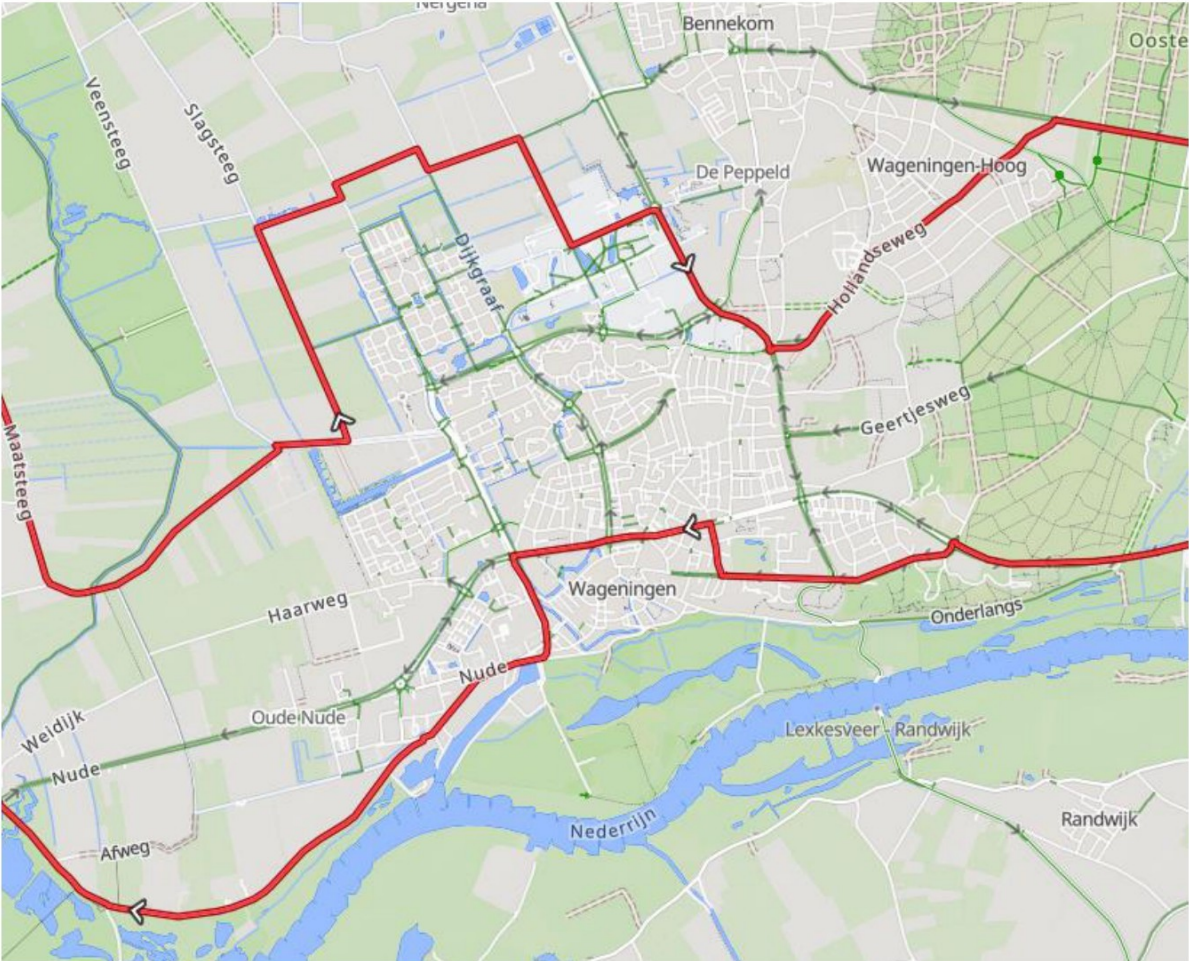 Nergena
Bennekom
Ooste
Veensteeg
Slagsteeg
De Peppeld
Wageningen-Hoog
Dijkgraaf
Hollandseweg
Geertjesweg
Maatsteeg
Haarweg
Wageningen
Onderlangs
Nude
Oude Nude
Weidijk
Lexkesveer - Randwijk
Nude
Nederrijn
Randwijk
Afweg